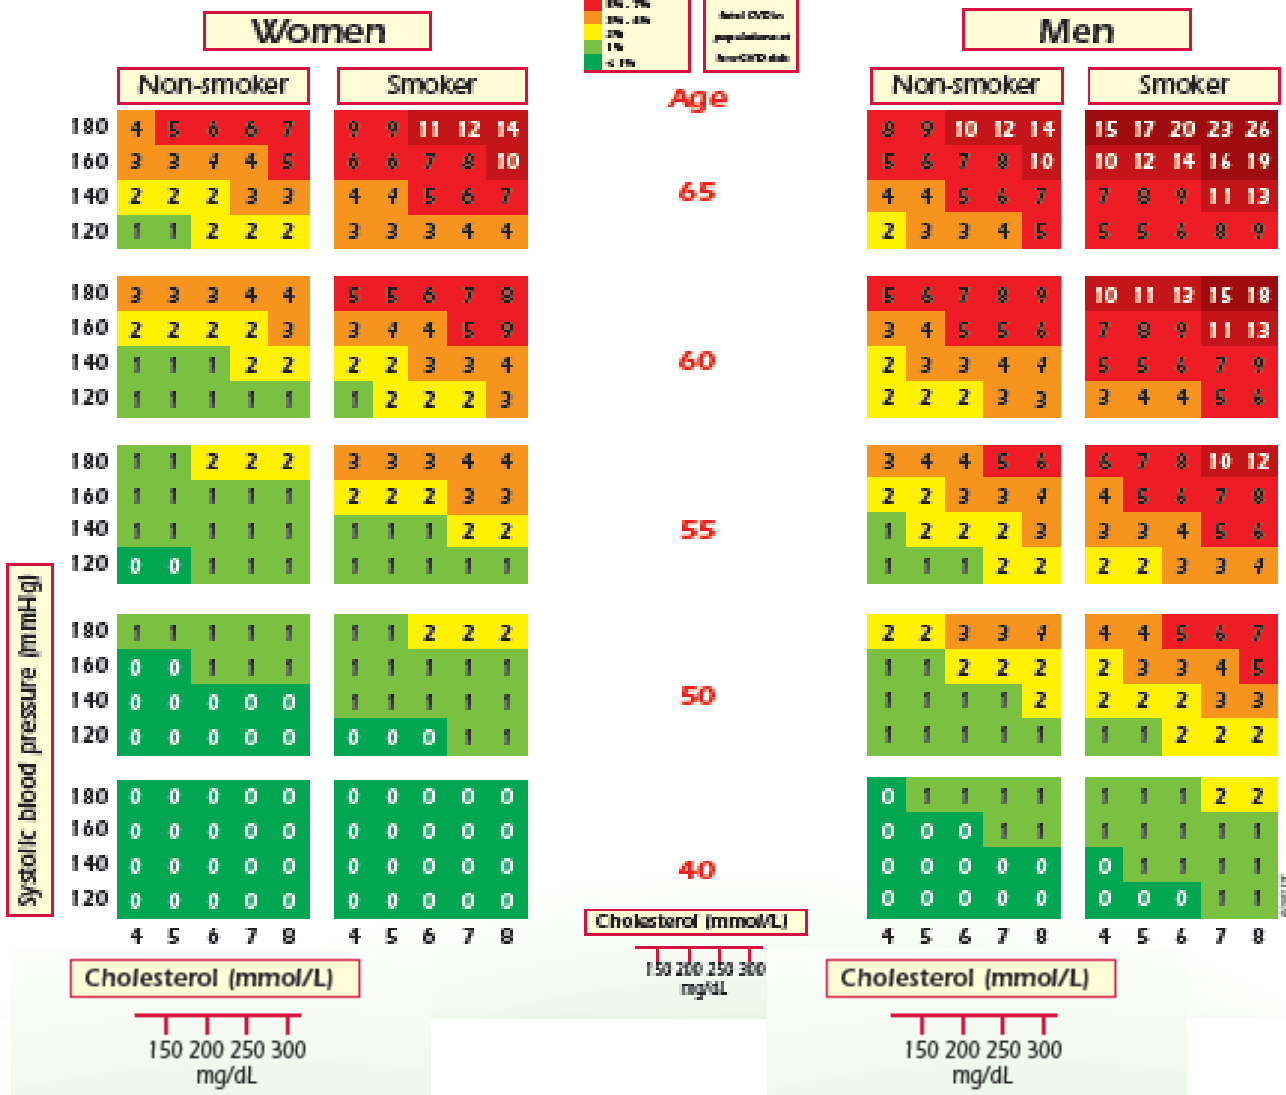 Women
3% - 4%
2%
1%
< 1%
fatal CVD in
populations at
low CVD risk
Men
Non-smoker Smoker Age Non-smoker Smoker
180 4 5 6 6 7 9 9 11 12 14 8 9 10 12 14 15 17 20 23 26
160 3 3 4 4 5 6 6 7 8 10 5 6 7 8 10 10 12 14 16 19
65
140 2 2 2 3 3 4 4 5 6 7 4 4 5 6 7 7 8 9 11 13
120 1 1 2 2 2 3 3 3 4 4 2 3 3 4 5 5 5 6 8 9
180 3 3 3 4 4 5 5 6 7 8 5 6 7 8 9 10 11 13 15 18
160 2 2 2 2 3 3 4 4 5 9 3 4 5 5 6 7 8 9 11 13
60
140 1 1 1 2 2 2 2 3 3 4 2 3 3 4 4 5 5 6 7 9
120 1 1 1 1 1 1 2 2 2 3 2 2 2 3 3 3 4 4 5 6
180 1 1 2 2 2 3 3 3 4 4 3 4 4 5 6 6 7 8 10 12
160 1 1 1 1 1 2 2 2 3 3 2 2 3 3 4 4 5 6 7 8
55
140 1 1 1 1 1 1 1 1 2 2 1 2 2 2 3 3 3 4 5 6
120 0 0 1 1 1 1 1 1 1 1 1 1 1 2 2 2 2 3 3 4
180 1 1 1 1 1 1 1 2 2 2 2 2 3 3 4 4 4 5 6 7
160 0 0 1 1 1 1 1 1 1 1 1 1 2 2 2 2 3 3 4 5
50
140 0 0 0 0 0 1 1 1 1 1 1 1 1 1 2 2 2 2 3 3
120 0 0 0 0 0 0 0 0 1 1 1 1 1 1 1 1 1 2 2 2
180 0 0 0 0 0 0 0 0 0 0 0 1 1 1 1 1 1 1 2 2
160 0 0 0 0 0 0 0 0 0 0 0 0 0 1 1 1 1 1 1 1
40
140 0 0 0 0 0 0 0 0 0 0 0 0 0 0 0 0 1 1 1 1
120 0 0 0 0 0 0 0 0 0 0 0 0 0 0 0 0 0 0 1 1
Systolic blood pressure (mmHg)
4 5 6 7 8 4 5 6 7 8 4 5 6 7 8 4 5 6 7 8
Cholesterol (mmol/L)
150 200 250 300
mg/dL
Cholesterol (mmol/L)
150 200 250 300
mg/dL
Cholesterol (mmol/L)
150 200 250 300
mg/dL